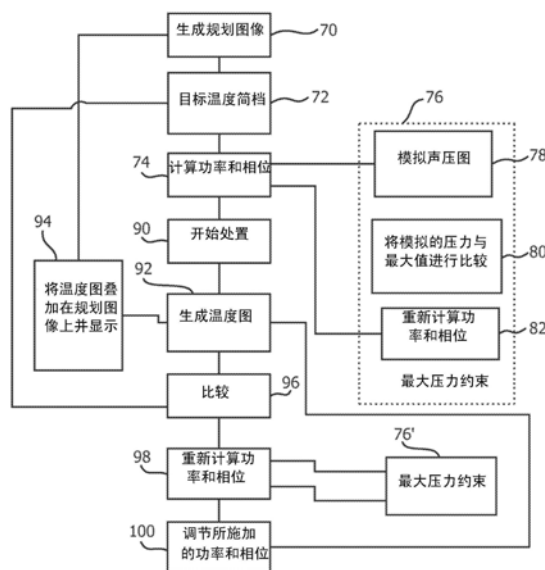 生成规划图像
70
目标温度简档
72
76
74
计算功率和相位
模拟声压图
78
94
90
开始处置
将模拟的压力与
最大值进行比较
80
92
将温度图叠
加在规划图
像上并显示
生成温度图
重新计算功
率和相位
82
最大压力约束
比较
96
76'
98
重新计算功
率和相位
最大压力约束
100
调节所施加
的功率和相位